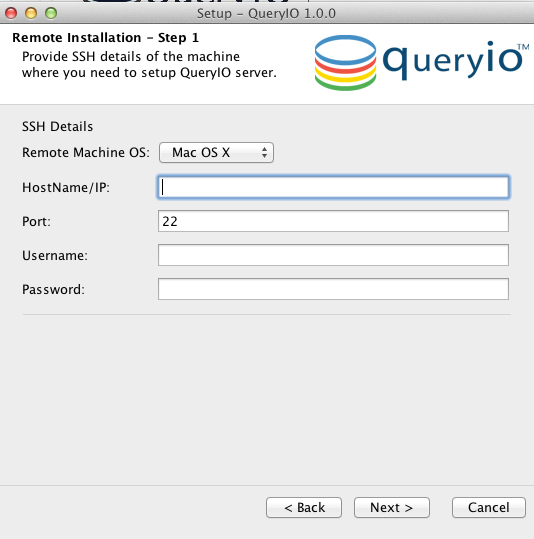 Setup – QueryIO 1.0.0
Remote Installation – Step 1
Provide SSH details of the machine
where you need to setup QueryIO server.
queryio™
SSH Details
Remote Machine OS: Mac OS X
HostName/IP:
Port: 22
Username:
Password:
< Back Next > Cancel